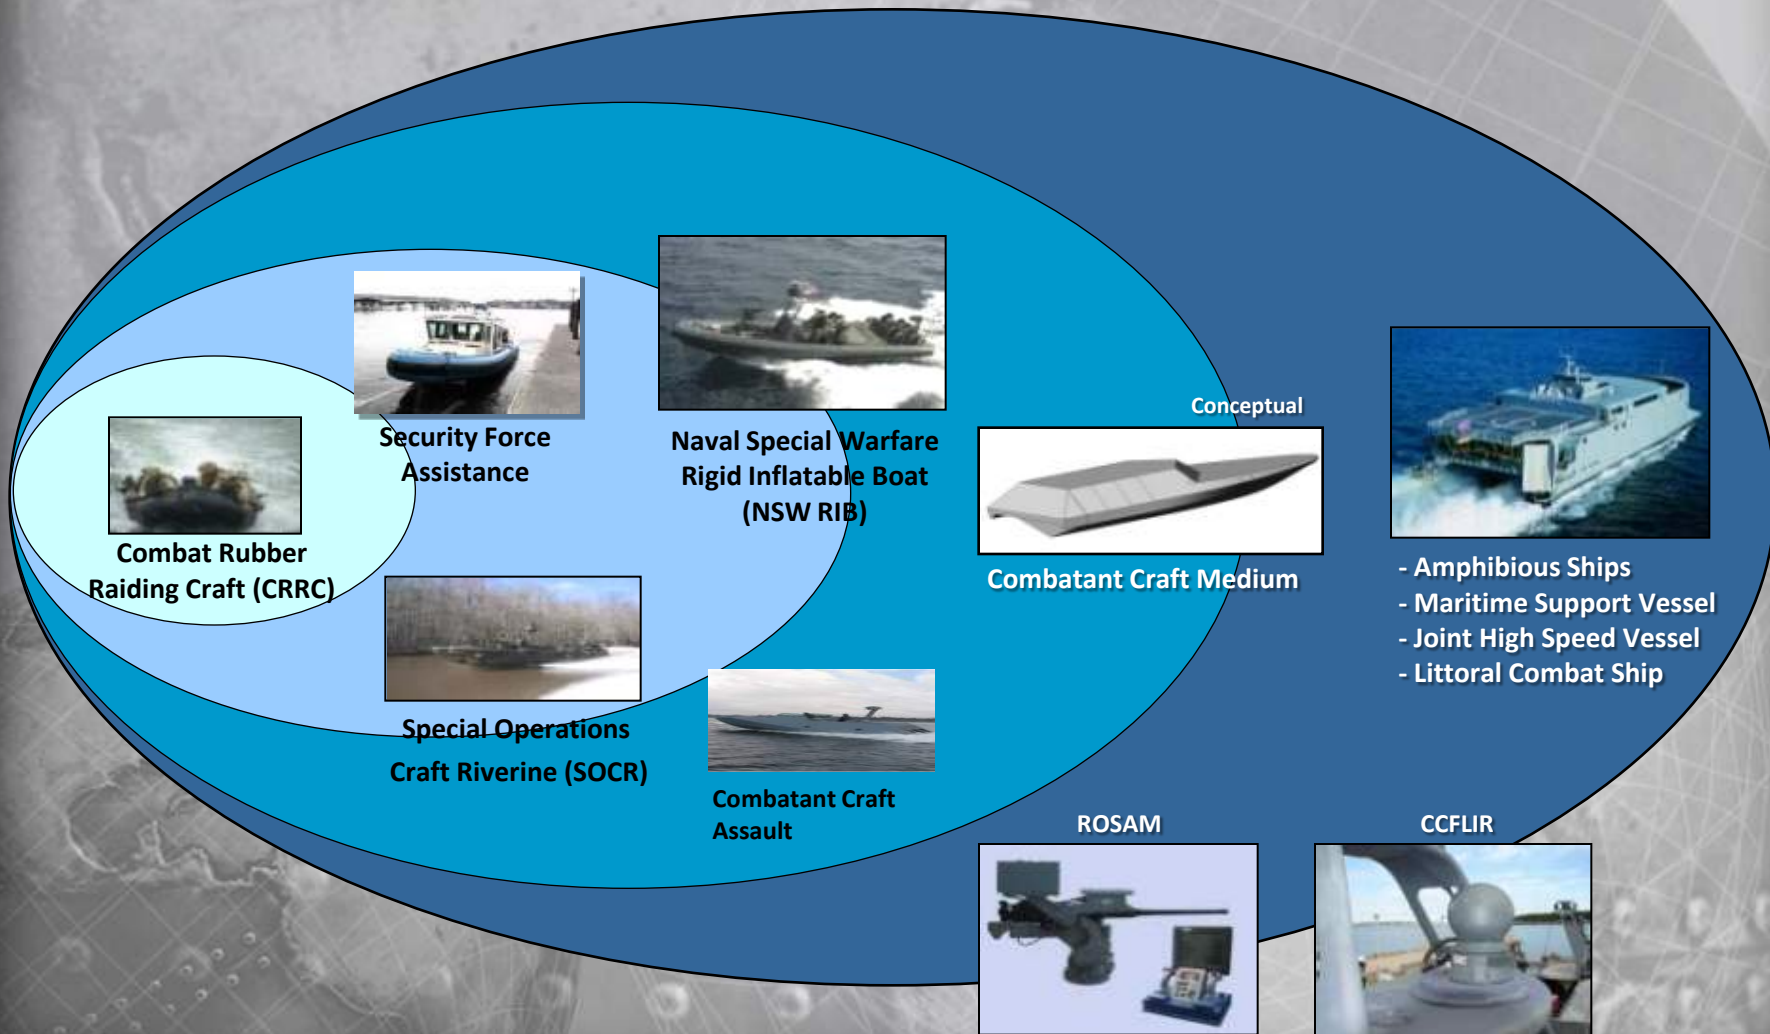 Combat Rubber
Raiding Craft (CRRC)
Security Force
Assistance
Special Operations
Craft Riverine (SOCR)
Naval Special Warfare
Rigid Inflatable Boat
(NSW RIB)
Combatant Craft
Assault
Conceptual
Combatant Craft Medium
- Amphibious Ships
- Maritime Support Vessel
- Joint High Speed Vessel
- Littoral Combat Ship
ROSAM
CCFLIR